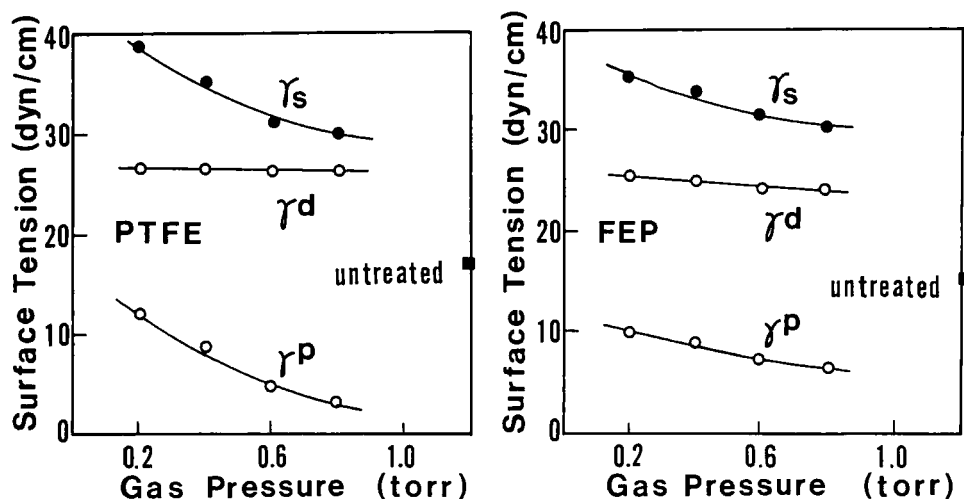 Surface Tension (dyn/cm)
40
30
20
10
0
γs
γd
PTFE
untreated
γp
0.2 0.6 1.0
Gas Pressure (torr)
Surface Tension (dyn/cm)
40
30
20
10
0
γs
γd
FEP
untreated
γp
0.2 0.6 1.0
Gas Pressure (torr)